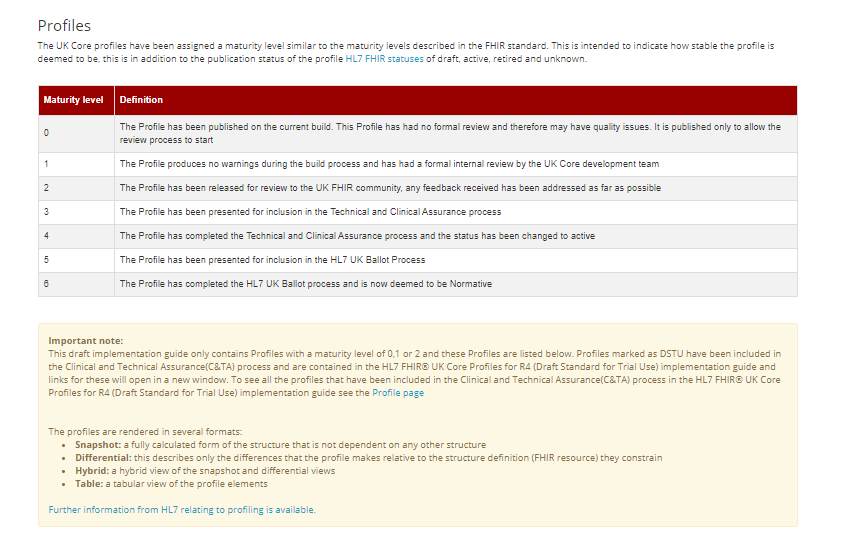 Profiles
The UK Core profiles have been assigned a maturity level similar to the maturity levels described in the FHIR standard. This is intended to indicate how stable the profile is
deemed to be, this is in addition to the publication status of the profile HL7 FHIR statuses of draft, active, retired and unknown.
Maturity level Definition
0 The Profile has been published on the current build. This Profile has had no formal review and therefore may have quality issues. It is published only to allow the
review process to start
1 The Profile produces no warnings during the build process and has had a formal internal review by the UK Core development team
2 The Profile has been released for review to the UK FHIR community, any feedback received has been addressed as far as possible
3 The Profile has been presented for inclusion in the Technical and Clinical Assurance process
4 The Profile has completed the Technical and Clinical Assurance process and the status has been changed to active
5 The Profile has been presented for inclusion in the HL7 UK Ballot Process
6 The Profile has completed the HL7 UK Ballot process and is now deemed to be Normative
Important note:
This draft implementation guide only contains Profiles with a maturity level of 0,1 or 2 and these Profiles are listed below. Profiles marked as DSTU have been included in
the Clinical and Technical Assurance(C&TA) process and are contained in the HL7 FHIR® UK Core Profiles for R4 (Draft Standard for Trial Use) implementation guide and
links for these will open in a new window. To see all the profiles that have been included in the Clinical and Technical Assurance(C&TA) process in the HL7 FHIR® UK Core
Profiles for R4 (Draft Standard for Trial Use) implementation guide see the Profile page
The profiles are rendered in several formats:
• Snapshot: a fully calculated form of the structure that is not dependent on any other structure
• Differential: this describes only the differences that the profile makes relative to the structure definition (FHIR resource) they constrain
• Hybrid: a hybrid view of the snapshot and differential views
• Table: a tabular view of the profile elements
Further information from HL7 relating to profiling is available.